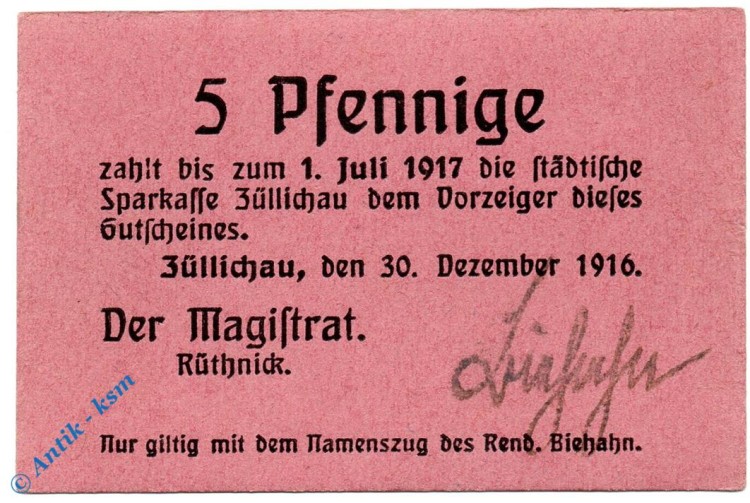 5 Pfennige
zahlt bis zum 1. Juli 1917 die ſtädtiſche
Sparkaſſe Züllichau dem Vorzeiger dieſes
Gutſcheines.
Züllichau, den 30. Dezember 1916.
Der Magiſtrat.
Rüthnick.
Biehahn
Nur giltig mit dem Namenszug des Rend. Biehahn.
© Antik - ksm